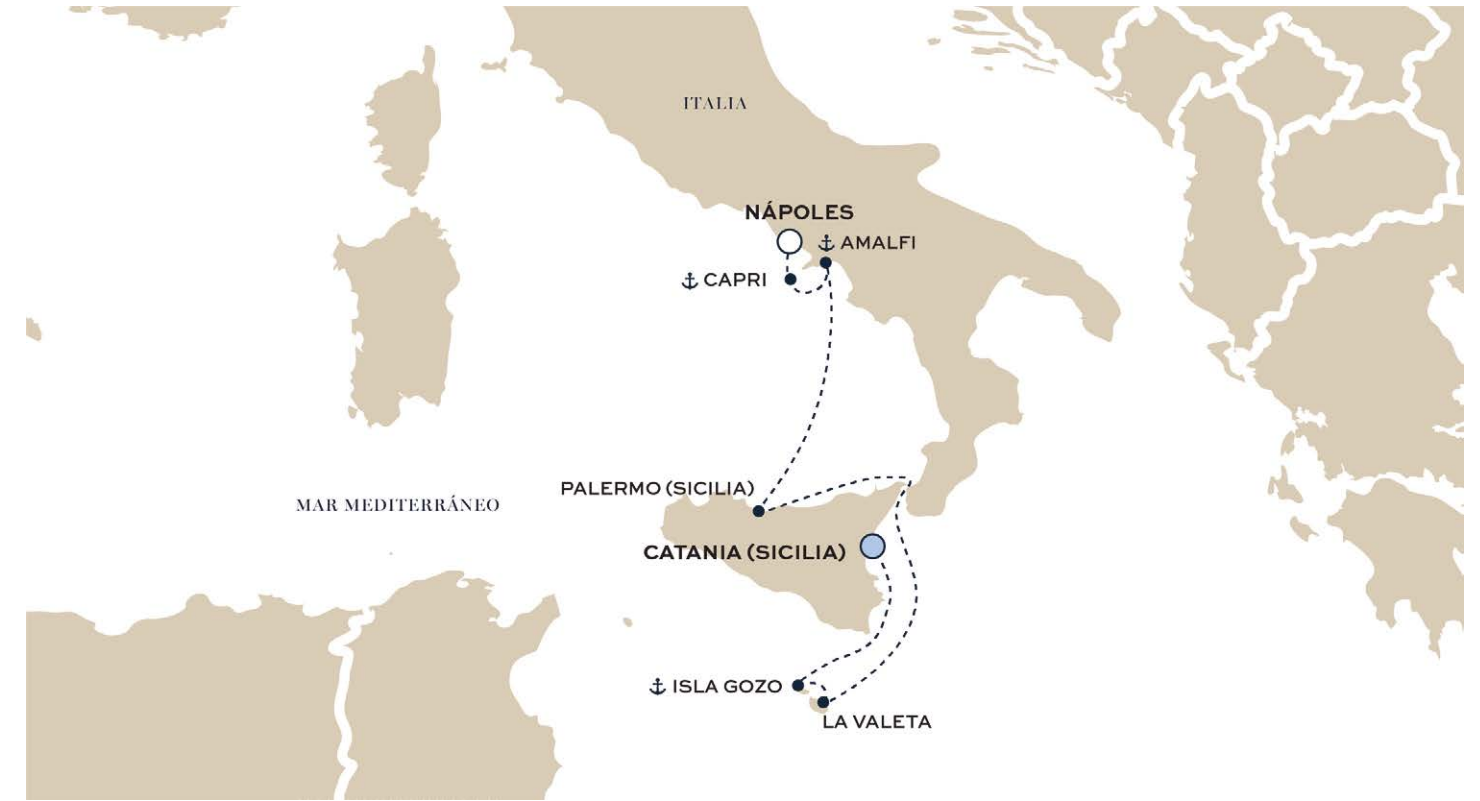 ITALIA
NÁPOLES
AMALFI
CAPRI
PALERMO (SICILIA)
MAR MEDITERRÁNEO
CATANIA (SICILIA)
ISLA GOZO
LA VALETA